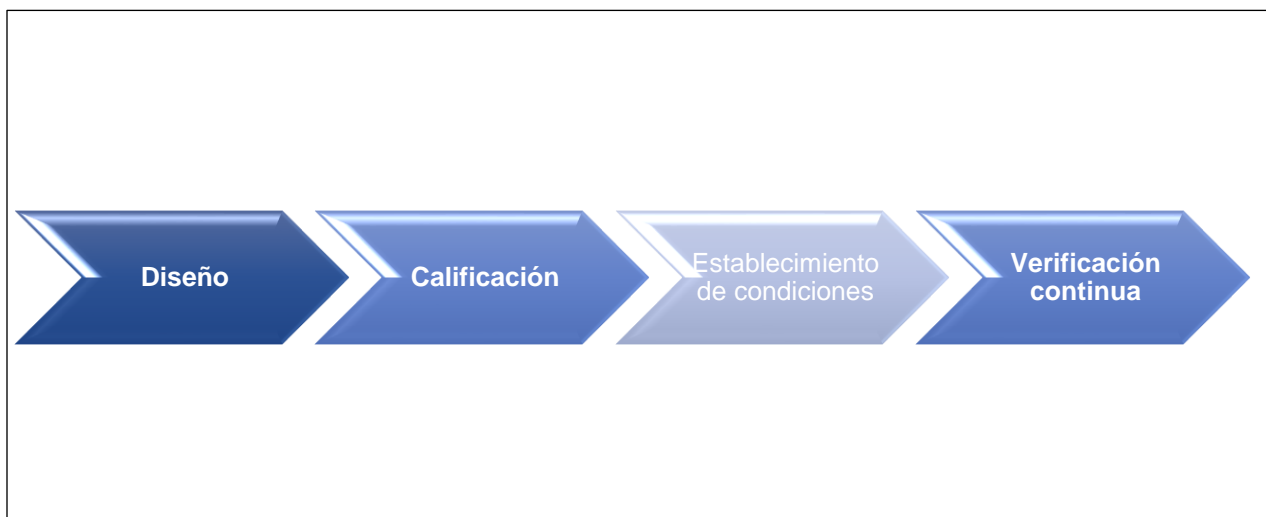 Diseño
Calificación
Establecimiento
de condiciones
Verificación
continua